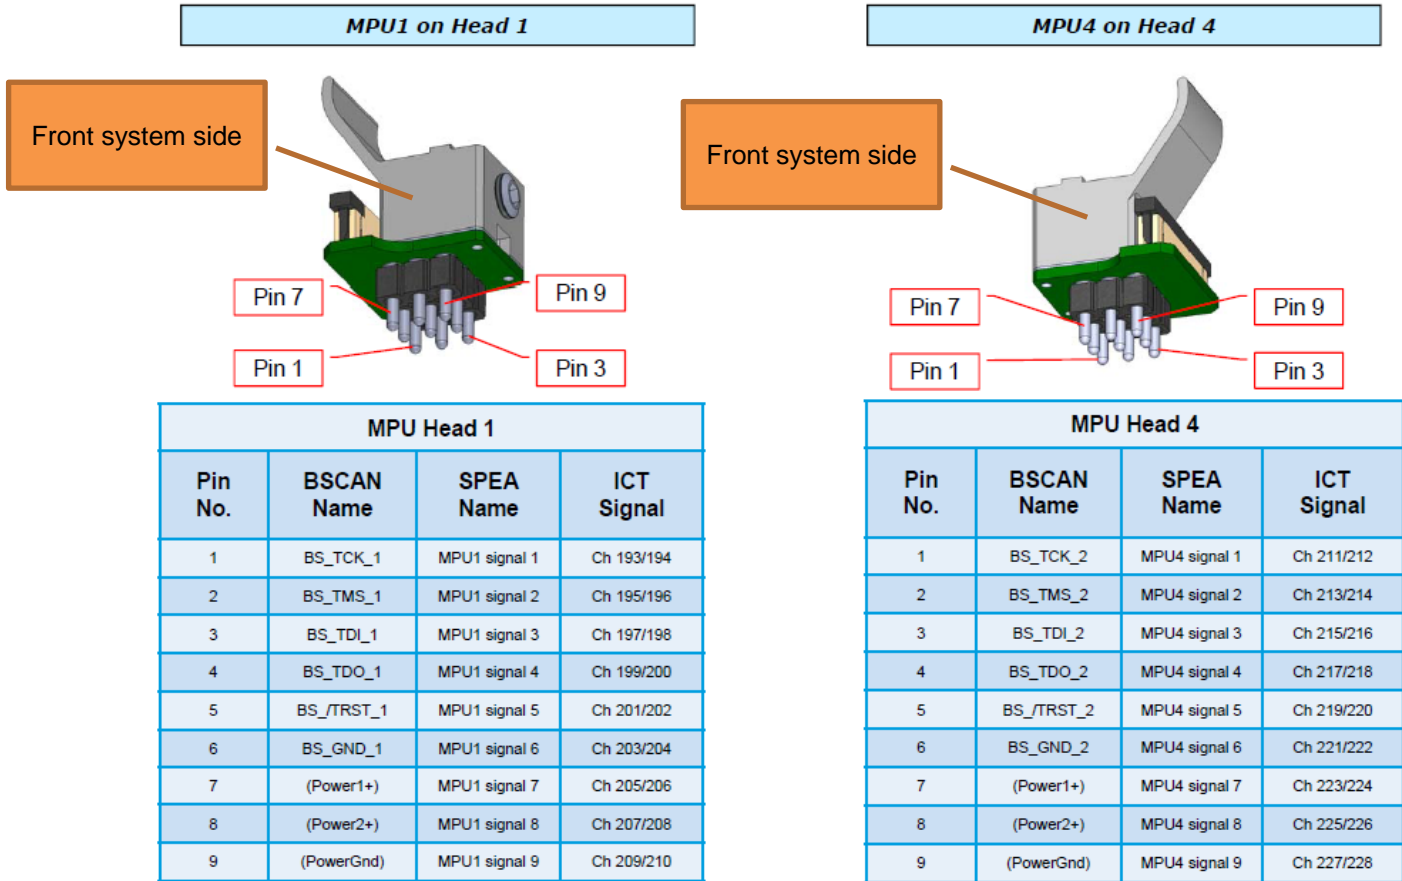 MPU1 on Head 1
MPU4 on Head 4
Front system side
Front system side
Pin 7
Pin 9
Pin 1
Pin 3
Pin 7
Pin 9
Pin 1
Pin 3
MPU Head 1
Pin No. BSCAN Name SPEA Name ICT Signal
1 BS_TCK_1 MPU1 signal 1 Ch 193/194
2 BS_TMS_1 MPU1 signal 2 Ch 195/196
3 BS_TDI_1 MPU1 signal 3 Ch 197/198
4 BS_TDO_1 MPU1 signal 4 Ch 199/200
5 BS_/TRST_1 MPU1 signal 5 Ch 201/202
6 BS_GND_1 MPU1 signal 6 Ch 203/204
7 (Power1+) MPU1 signal 7 Ch 205/206
8 (Power2+) MPU1 signal 8 Ch 207/208
9 (PowerGnd) MPU1 signal 9 Ch 209/210
MPU Head 4
Pin No. BSCAN Name SPEA Name ICT Signal
1 BS_TCK_2 MPU4 signal 1 Ch 211/212
2 BS_TMS_2 MPU4 signal 2 Ch 213/214
3 BS_TDI_2 MPU4 signal 3 Ch 215/216
4 BS_TDO_2 MPU4 signal 4 Ch 217/218
5 BS_/TRST_2 MPU4 signal 5 Ch 219/220
6 BS_GND_2 MPU4 signal 6 Ch 221/222
7 (Power1+) MPU4 signal 7 Ch 223/224
8 (Power2+) MPU4 signal 8 Ch 225/226
9 (PowerGnd) MPU4 signal 9 Ch 227/228